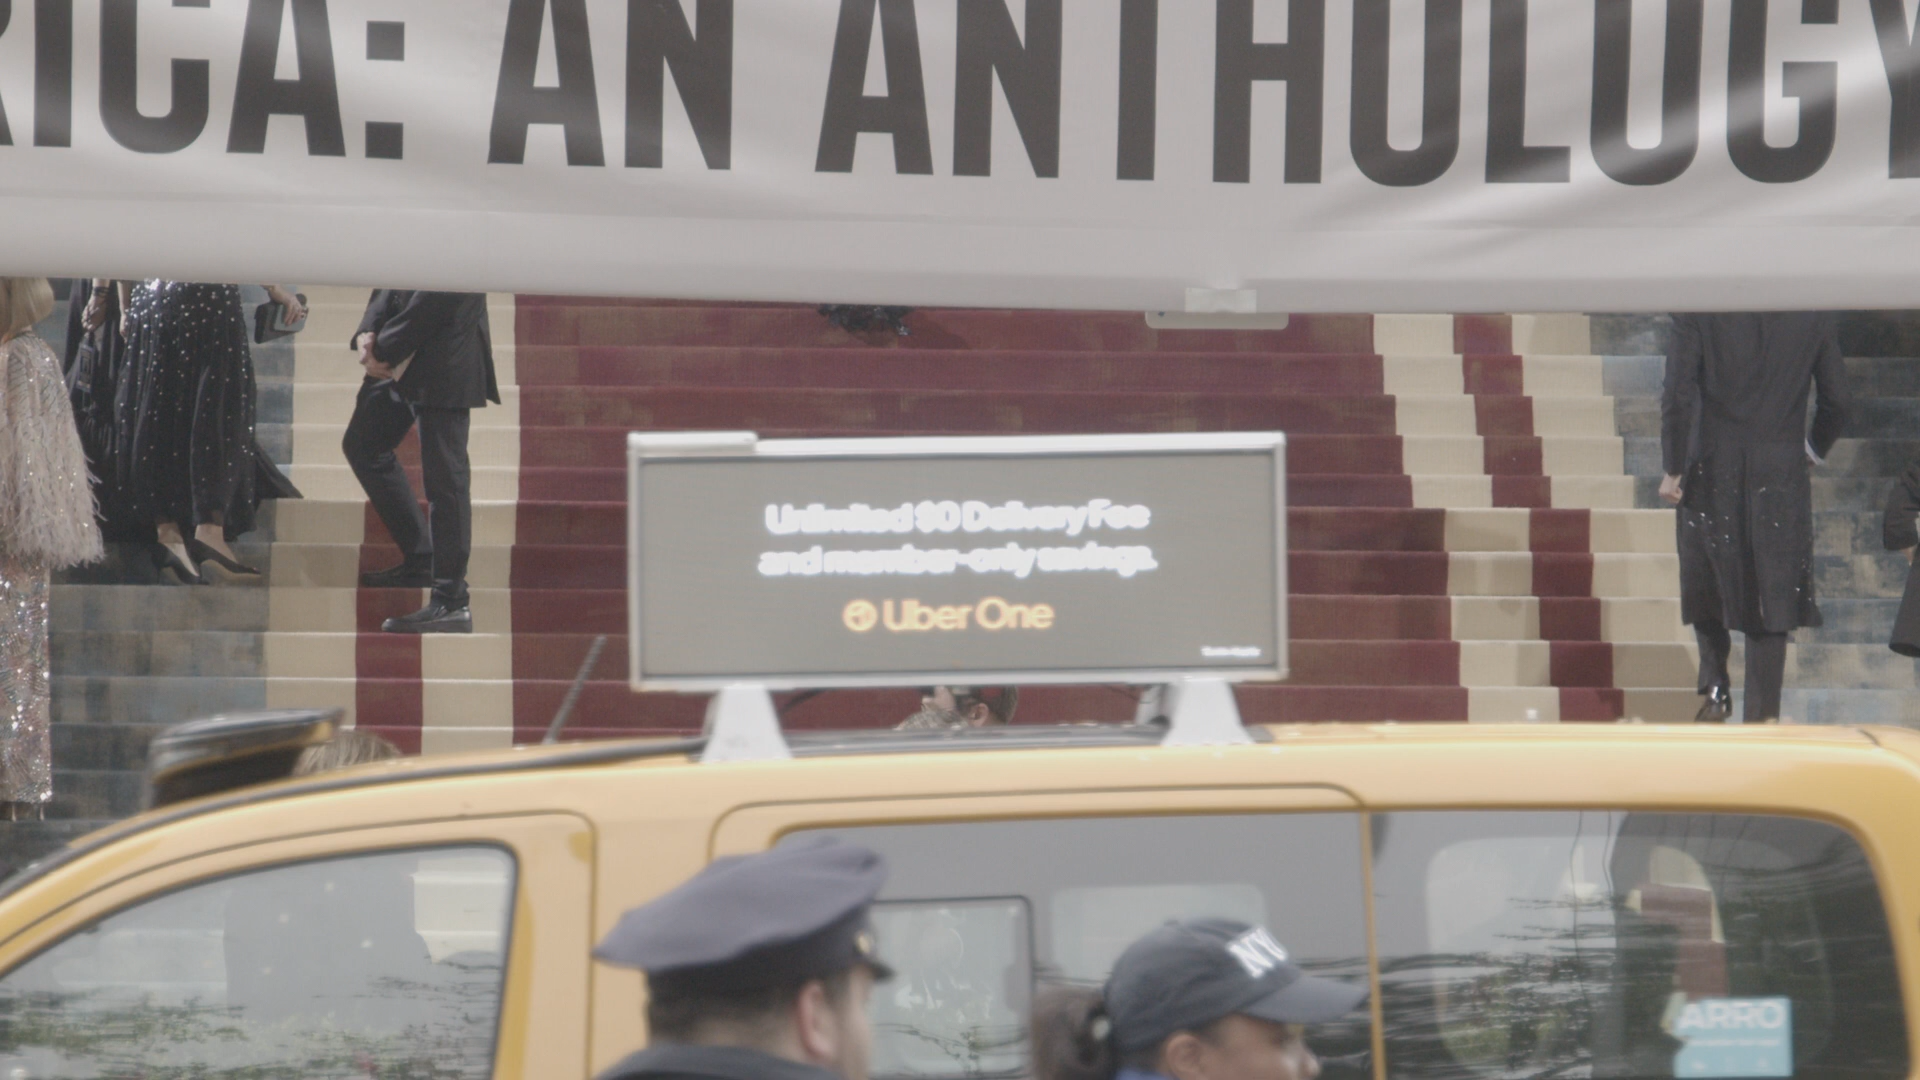 RICA: AN ANTHOLOGY
Unlimited $0 Delivery Fee
and member-only savings.
Uber One
NYC
ARRO